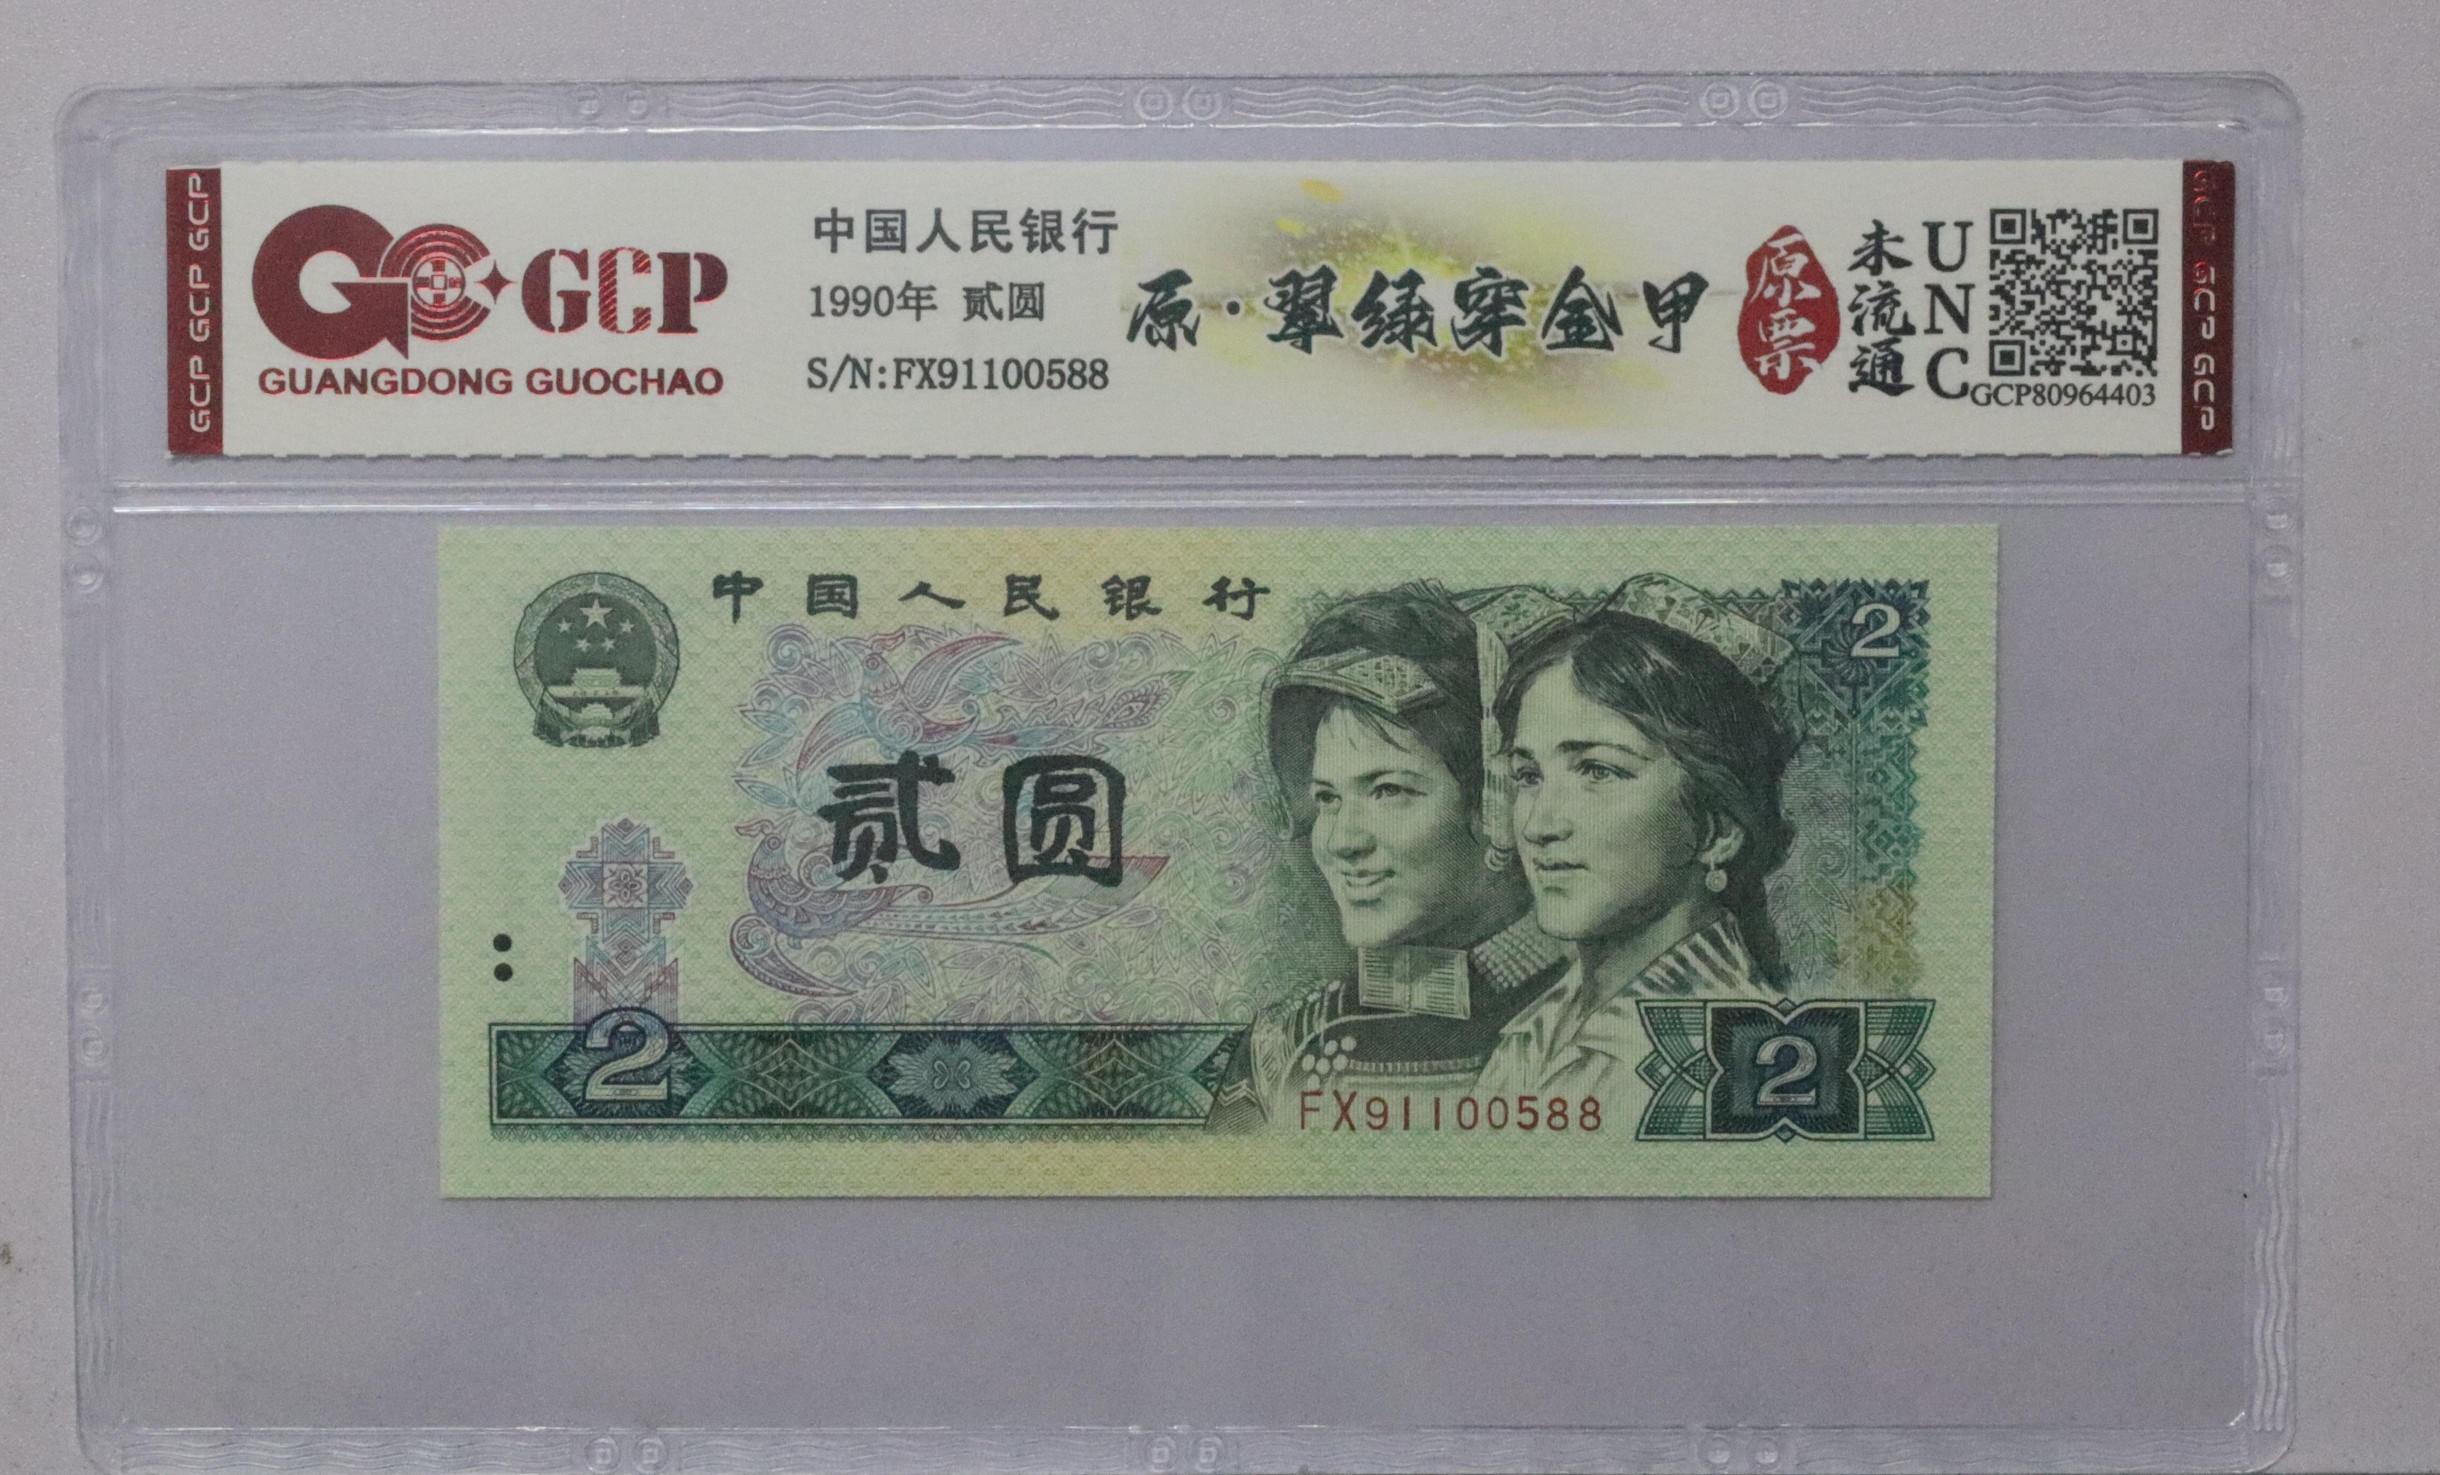 GCP GCP GCP
GCP
GUANGDONG GUOCHAO
中国人民银行
1990年 贰圆
S/N:FX91100588
原·翠绿穿金甲
原票
未流通
UNC
GCP80964403
GCP GCP GCP
中国人民银行
2
贰圆
2
FX91100588
2